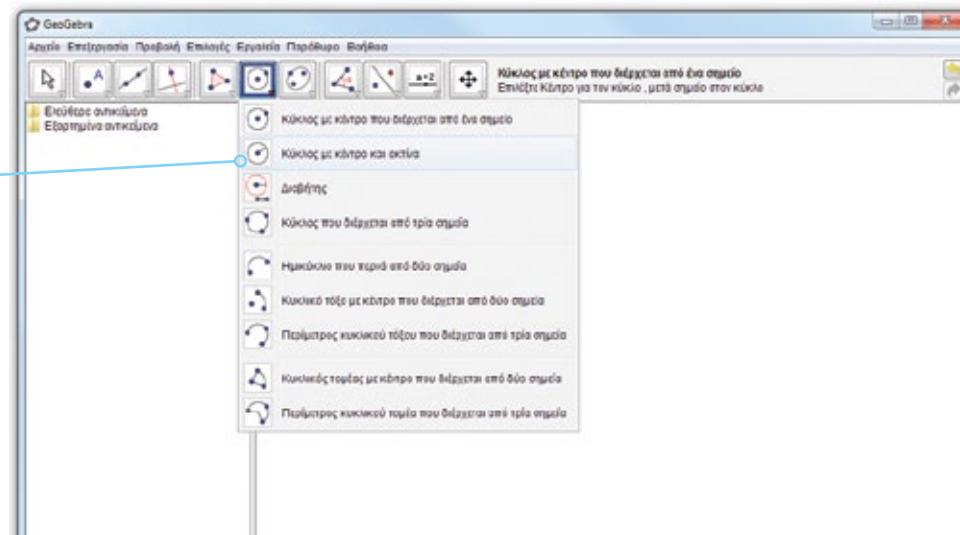 GeoGebra
Αρχείο Επεξεργασία Προβολή Επιλογές Εργαλεία Παράθυρο Βοήθεια
A
a=2
Κύκλος με κέντρο που διέρχεται από ένα σημείο
Επιλέξτε Κέντρο για τον κύκλο , μετά σημείο στον κύκλο
Ελεύθερα αντικείμενα
Εξαρτημένα αντικείμενα
Κύκλος με κέντρο που διέρχεται από ένα σημείο
Κύκλος με κέντρο και ακτίνα
Διαβήτης
Κύκλος που διέρχεται από τρία σημεία
Ημικύκλιο που περνά από δύο σημεία
Κυκλικό τόξο με κέντρο που διέρχεται από δύο σημεία
Περίμετρος κυκλικού τόξου που διέρχεται από τρία σημεία
Κυκλικός τομέας με κέντρο που διέρχεται από δύο σημεία
Περίμετρος κυκλικού τομέα που διέρχεται από τρία σημεία